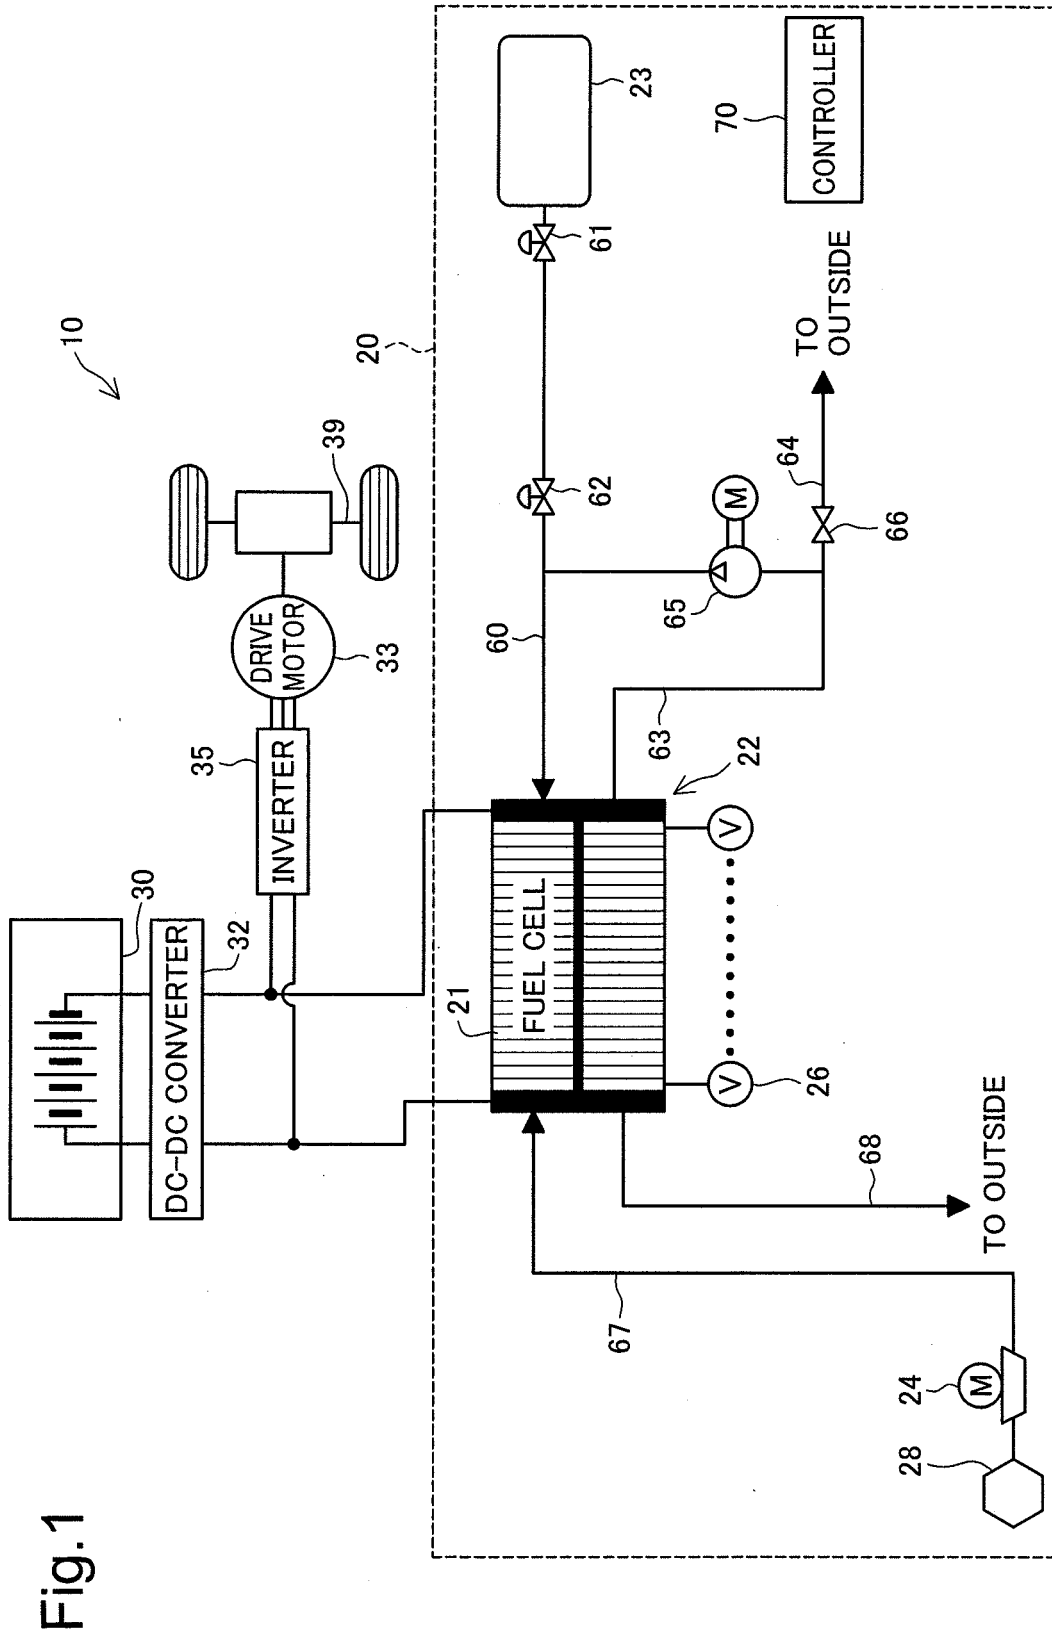 Fig.1
10
30
DC-DC CONVERTER
32
35
INVERTER
DRIVE
MOTOR
33
39
20
21
FUEL CELL
22
V
V
26
60
62
61
23
63
65
M
66
64
TO
OUTSIDE
70
CONTROLLER
68
TO OUTSIDE
67
24
M
28